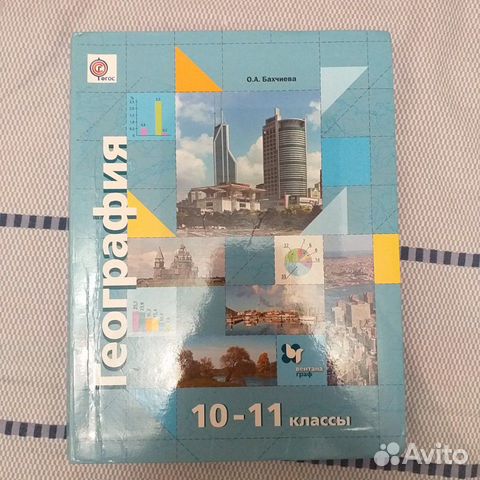 ФГОС
О.А. Бахчиева
География
вентана
граф
10-11 классы
Avito